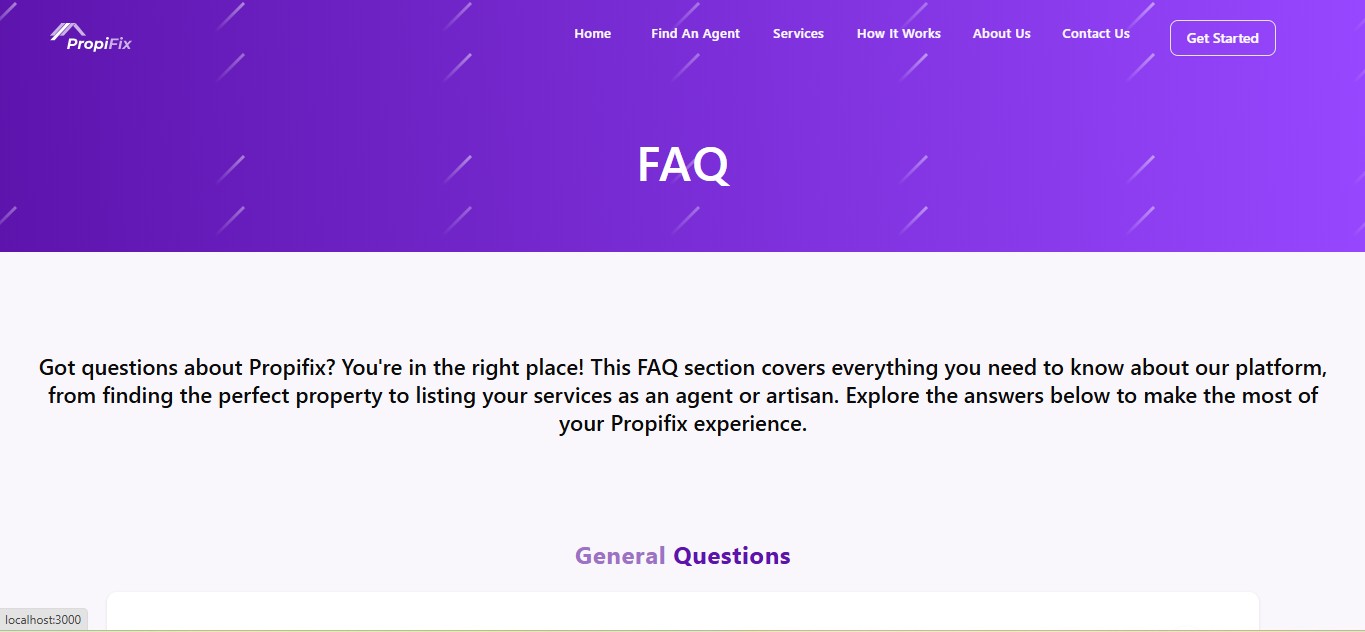 PropiFix
Home
Find An Agent
Services
How It Works
About Us
Contact Us
Get Started
FAQ
Got questions about Propifix? You're in the right place! This FAQ section covers everything you need to know about our platform,
from finding the perfect property to listing your services as an agent or artisan. Explore the answers below to make the most of
your Propifix experience.
General Questions
localhost:3000